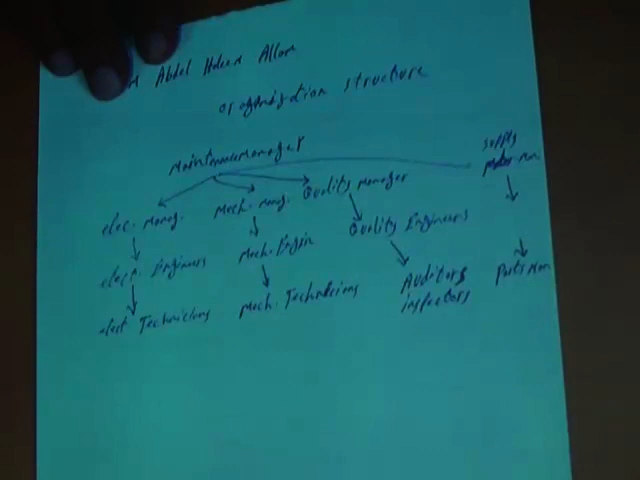 Abdel Haleem Allam
organization structure
Maintenance manager
supply
elec. manag.
Mech. manag.
Quality manager
elect. Engineers
Mech. Engin
Quality Engineers
elect Technicians
Mech. Technicians
Auditors
inspectors
Parts man